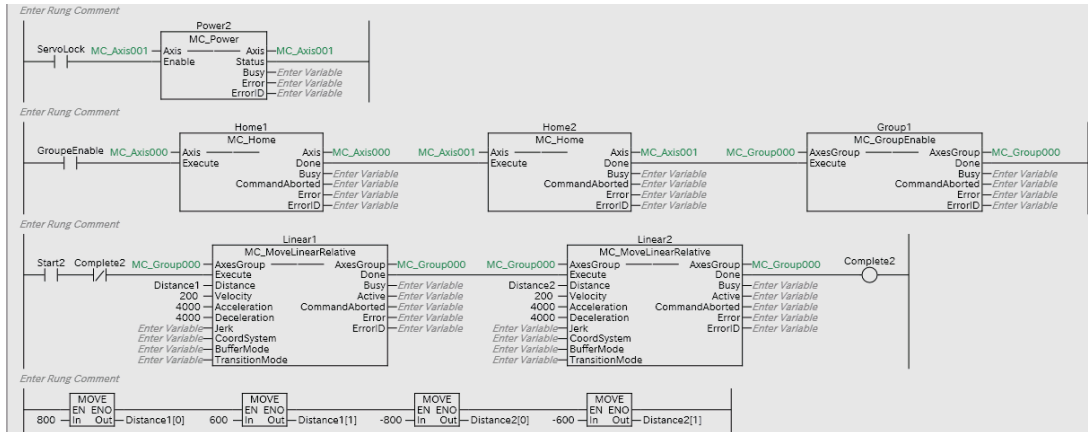 Enter Rung Comment
Power2
MC_Power
ServoLock MC_Axis001 Axis Axis MC_Axis001
Enable Status
Busy Enter Variable
Error Enter Variable
ErrorID Enter Variable
Enter Rung Comment
Home1 Home2 Group1
MC_Home MC_Home MC_GroupEnable
GroupeEnable MC_Axis000 Axis Axis MC_Axis000 MC_Axis001 Axis Axis MC_Axis001 MC_Group000 AxesGroup AxesGroup MC_Group000
Execute Done Execute Done Execute Done
Busy Enter Variable Busy Enter Variable Busy Enter Variable
CommandAborted Enter Variable CommandAborted Enter Variable CommandAborted Enter Variable
Error Enter Variable Error Enter Variable Error Enter Variable
ErrorID Enter Variable ErrorID Enter Variable ErrorID Enter Variable
Enter Rung Comment
Linear1 Linear2
MC_MoveLinearRelative MC_MoveLinearRelative
Start2 Complete2 MC_Group000 AxesGroup AxesGroup MC_Group000 MC_Group000 AxesGroup AxesGroup MC_Group000 Complete2
Execute Done Execute Done
Distance1 Distance Busy Enter Variable Distance2 Distance Busy Enter Variable
200 Velocity Active Enter Variable 200 Velocity Active Enter Variable
4000 Acceleration CommandAborted Enter Variable 4000 Acceleration CommandAborted Enter Variable
4000 Deceleration Error Enter Variable 4000 Deceleration Error Enter Variable
Enter Variable Jerk ErrorID Enter Variable Enter Variable Jerk ErrorID Enter Variable
Enter Variable CoordSystem Enter Variable CoordSystem
Enter Variable BufferMode Enter Variable BufferMode
Enter Variable TransitionMode Enter Variable TransitionMode
Enter Rung Comment
MOVE MOVE MOVE MOVE
EN ENO EN ENO EN ENO EN ENO
800 In Out Distance1[0] 600 In Out Distance1[1] -800 In Out Distance2[0] -600 In Out Distance2[1]